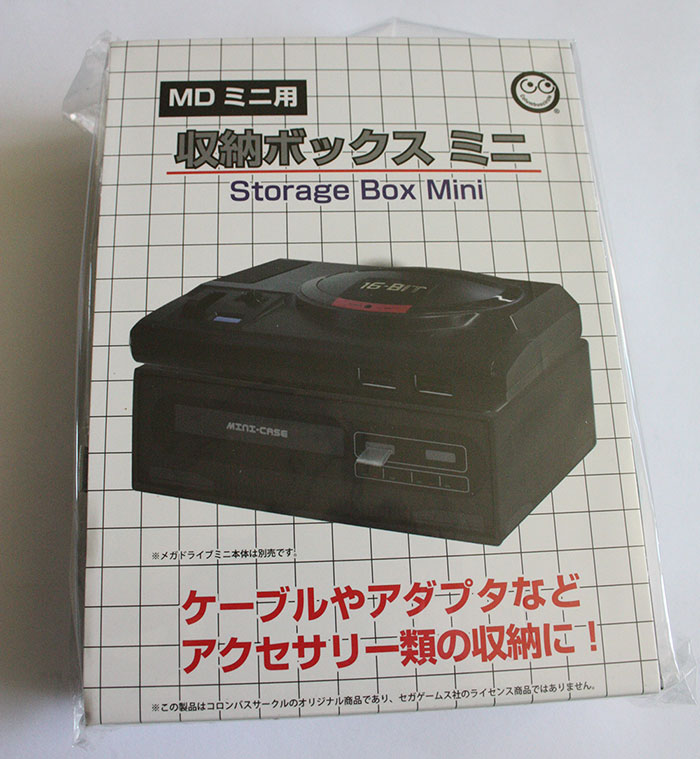 MD ミニ用
収納ボックス ミニ
Storage Box Mini
16-BIT
MINI-CASE
※メガドライブミニ本体は別売です。
ケーブルやアダプタなど
アクセサリー類の収納に！
※この製品はコロンバスサークルのオリジナル商品であり、セガゲームス社のライセンス商品ではありません。